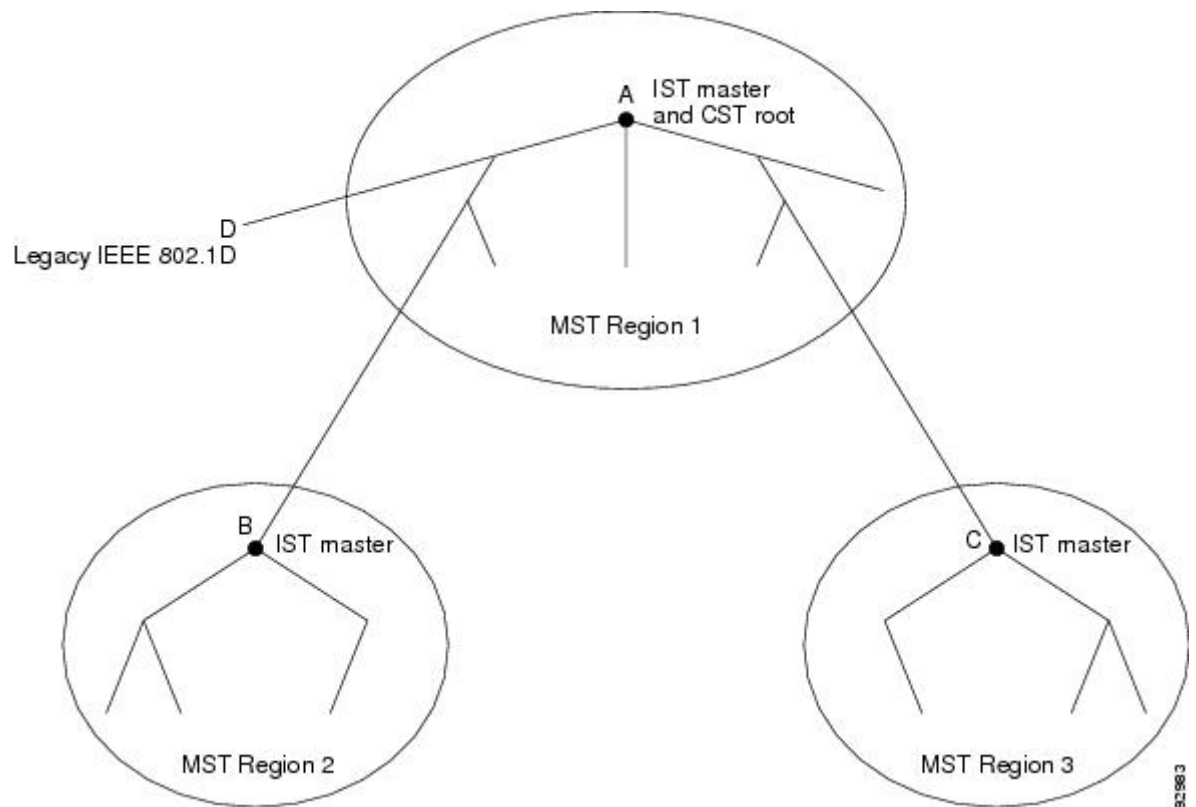 A
IST master
and CST root
D
Legacy IEEE 802.1D
MST Region 1
B
IST master
C
IST master
MST Region 2
MST Region 3
92983